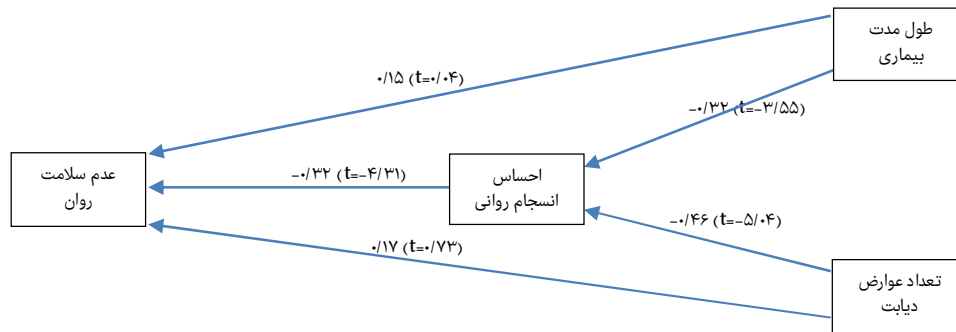 طول مدت
بیماری
۰/۱۵ (t=۰/۰۴)
-۰/۳۲ (t=-۳/۵۵)
احساس
انسجام روانی
عدم سلامت
روان
-۰/۳۲ (t=-۴/۳۱)
-۰/۴۶ (t=-۵/۰۴)
۰/۱۷ (t=۰/۷۳)
تعداد عوارض
دیابت